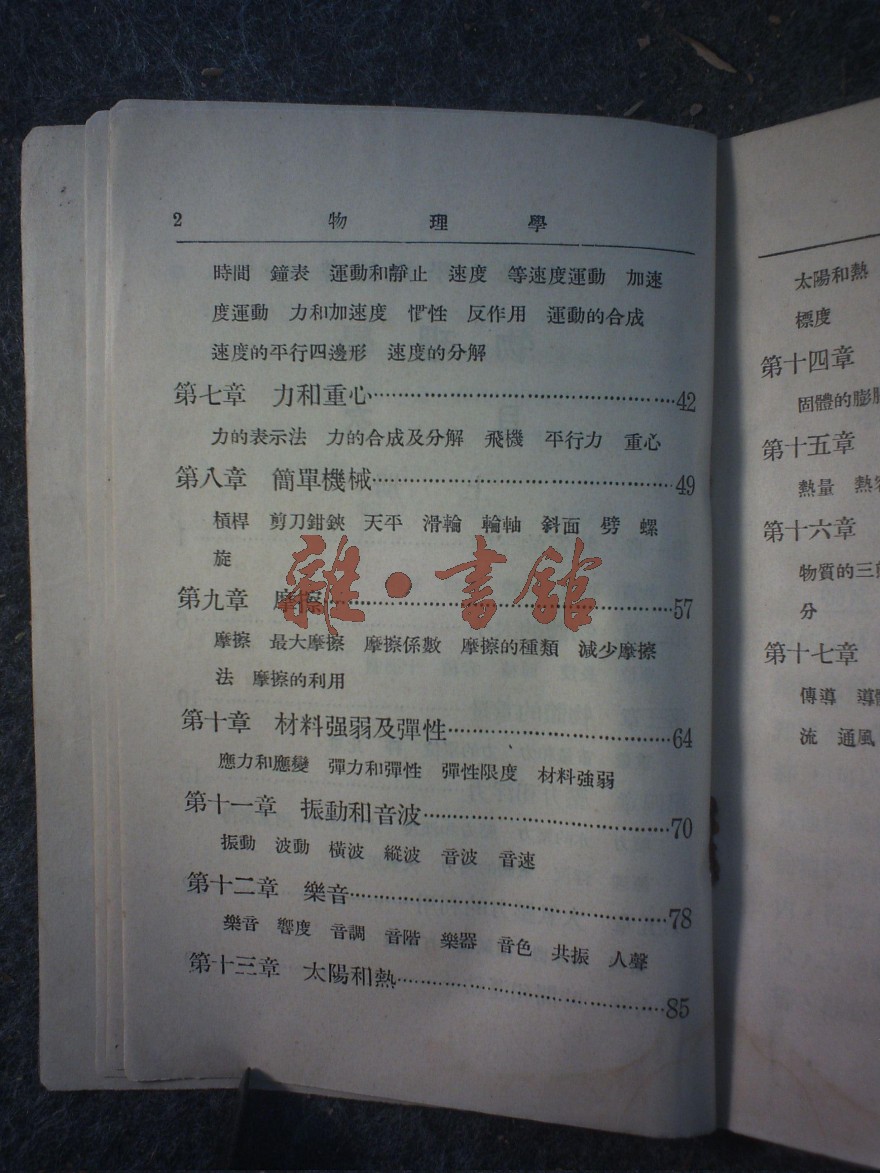 2 物理學
時間 鐘表 運動和靜止 速度 等速度運動 加速
度運動 力和加速度 慣性 反作用 運動的合成
速度的平行四邊形 速度的分解
第七章 力和重心…………42
力的表示法 力的合成及分解 飛機 平行力 重心
第八章 簡單機械…………49
槓桿 剪刀鉗鋏 天平 滑輪 輪軸 斜面 劈 螺
旋
第九章 摩擦…………57
摩擦 最大摩擦 摩擦係數 摩擦的種類 減少摩擦
法 摩擦的利用
第十章 材料强弱及彈性…………64
應力和應變 彈力和彈性 彈性限度 材料強弱
第十一章 振動和音波…………70
振動 波動 橫波 縱波 音波 音速
第十二章 樂音…………78
樂音 響度 音調 音階 樂器 音色 共振 人聲
第十三章 太陽和熱…………85
雜·書館
太陽和熱
標度
第十四章
固體的膨
第十五章
熱量 熱
第十六章
物質的三
分
第十七章
傳導 導
流 通風